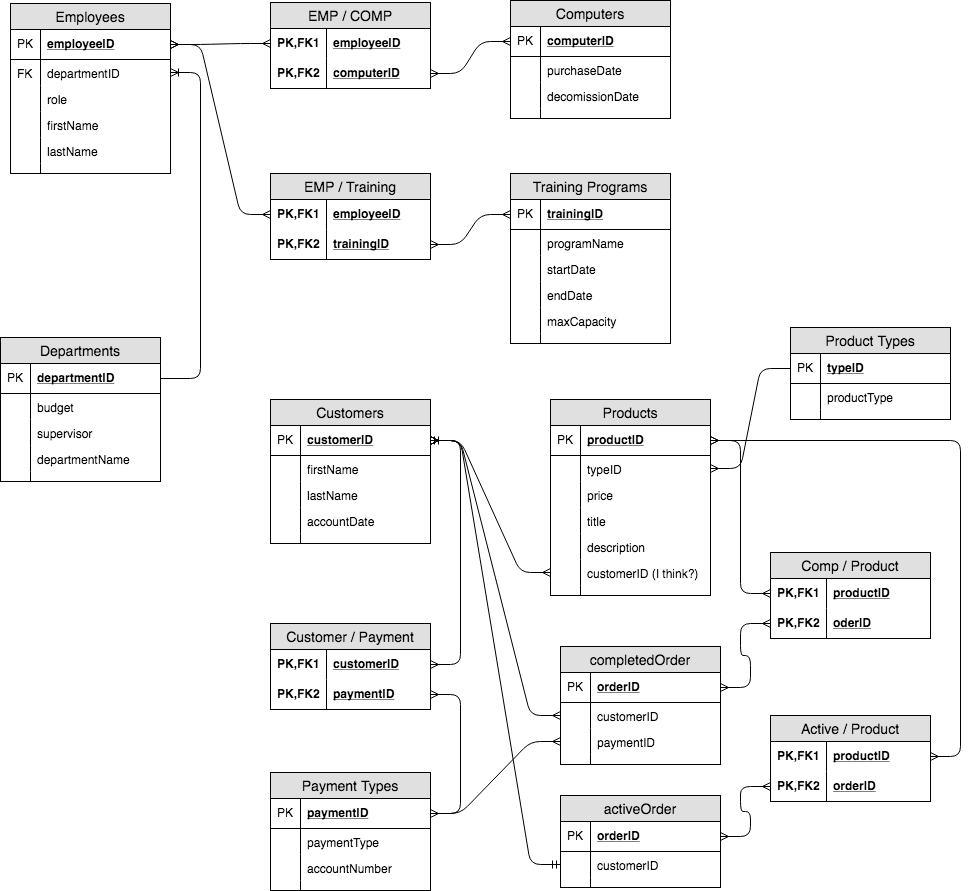 Employees
PK employeeID
FK departmentID
role
firstName
lastName
EMP / COMP
PK,FK1 employeeID
PK,FK2 computerID
Computers
PK computerID
purchaseDate
decomissionDate
EMP / Training
PK,FK1 employeeID
PK,FK2 trainingID
Training Programs
PK trainingID
programName
startDate
endDate
maxCapacity
Departments
PK departmentID
budget
supervisor
departmentName
Product Types
PK typeID
productType
Customers
PK customerID
firstName
lastName
accountDate
Products
PK productID
typeID
price
title
description
customerID (I think?)
Comp / Product
PK,FK1 productID
PK,FK2 oderID
Customer / Payment
PK,FK1 customerID
PK,FK2 paymentID
completedOrder
PK orderID
customerID
paymentID
Active / Product
PK,FK1 productID
PK,FK2 orderID
Payment Types
PK paymentID
paymentType
accountNumber
activeOrder
PK orderID
customerID